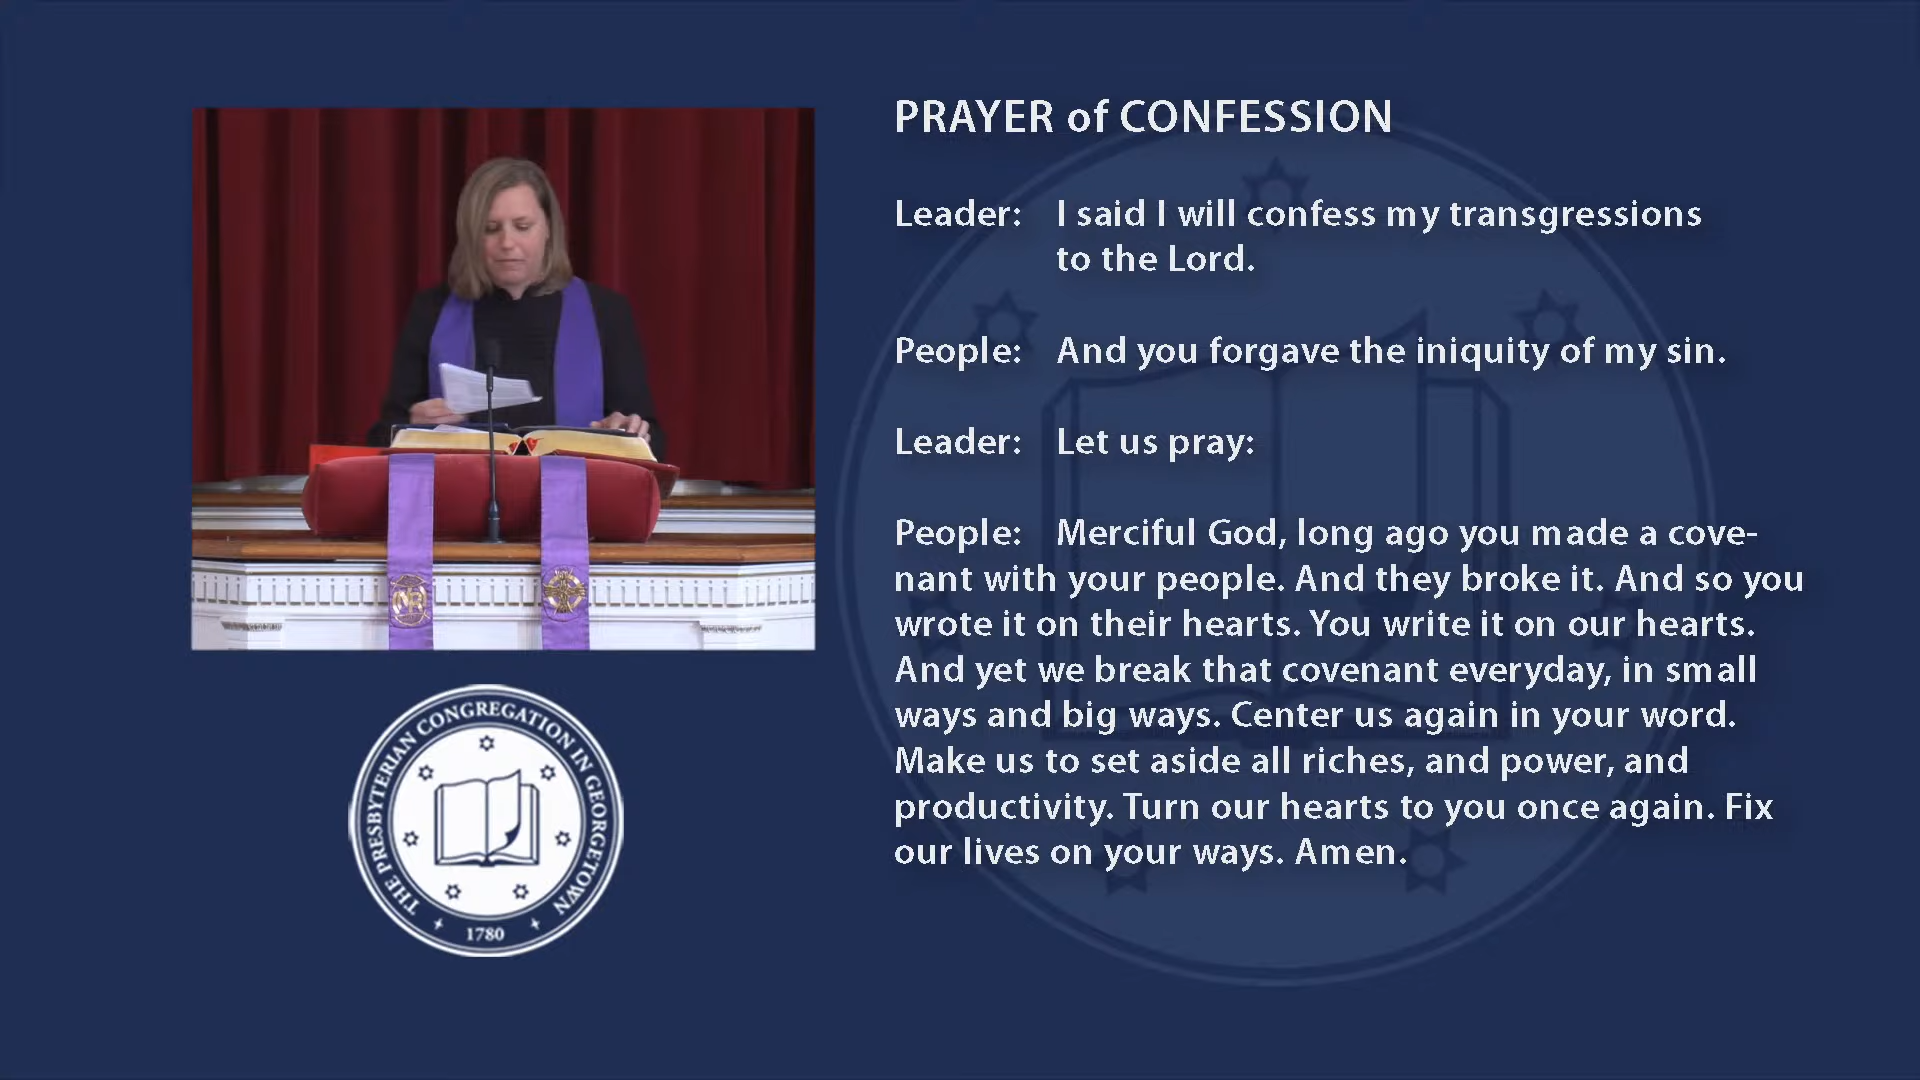 PRAYER of CONFESSION
Leader: I said I will confess my transgressions
to the Lord.
People: And you forgave the iniquity of my sin.
Leader: Let us pray:
People: Merciful God, long ago you made a cove-
nant with your people. And they broke it. And so you
wrote it on their hearts. You write it on our hearts.
And yet we break that covenant everyday, in small
ways and big ways. Center us again in your word.
Make us to set aside all riches, and power, and
productivity. Turn our hearts to you once again. Fix
our lives on your ways. Amen.
THE PRESBYTERIAN CONGREGATION IN GEORGETOWN
1780